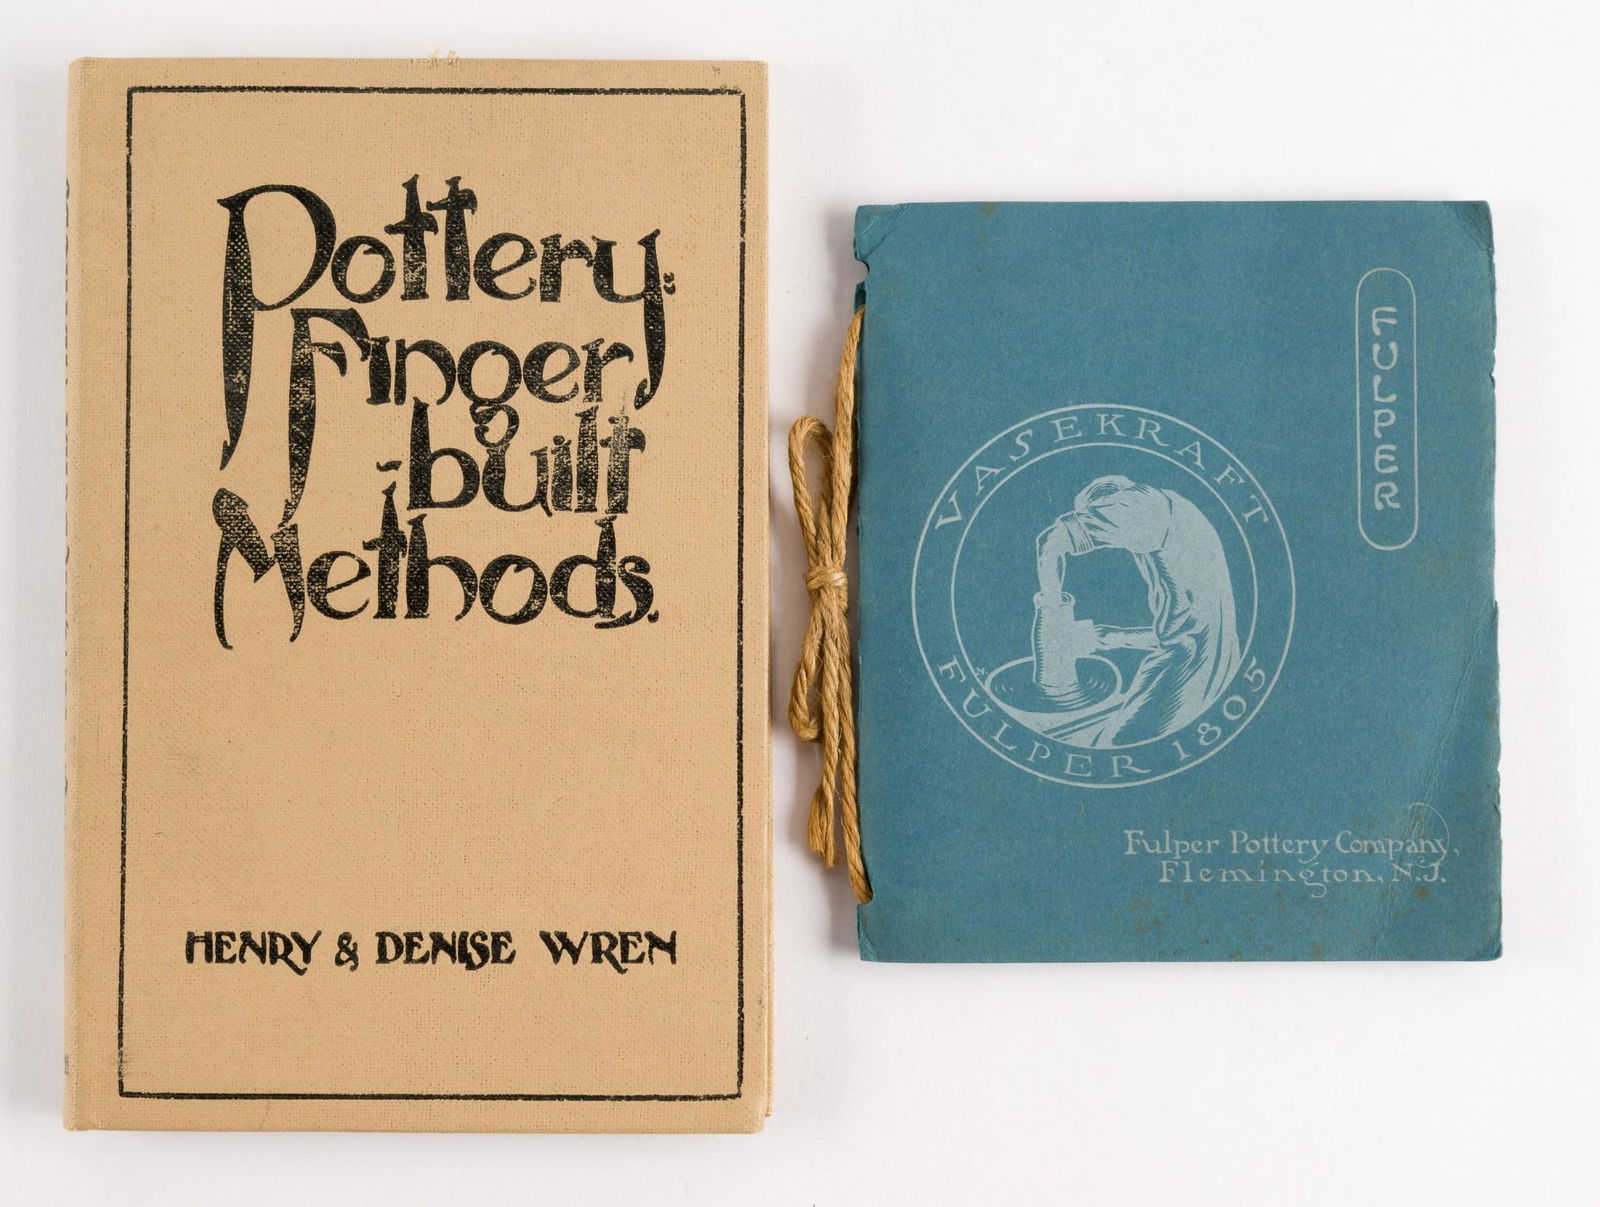 Pottery:
Finger
-built
Methods.
HENRY & DENISE WREN
FULPER
VASEKRAFT
FULPER 1805
Fulper Pottery Company,
Flemington, N.J.